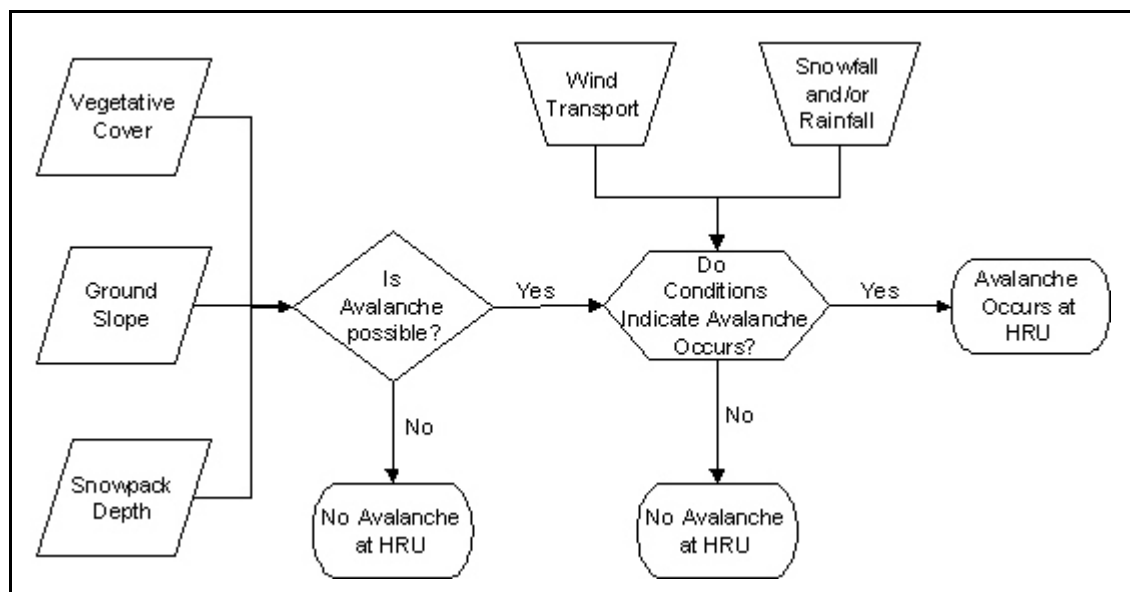 Vegetative
Cover
Wind
Transport
Snowfall
and/or
Rainfall
Ground
Slope
Is
Avalanche
possible?
Yes
Do
Conditions
Indicate Avalanche
Occurs?
Yes
Avalanche
Occurs at
HRU
No
No
Snowpack
Depth
No Avalanche
at HRU
No Avalanche
at HRU